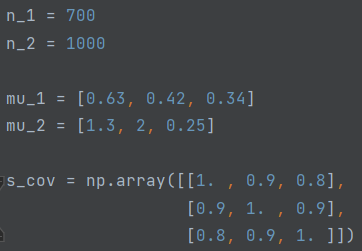 n_1 = 700
n_2 = 1000
mu_1 = [0.63, 0.42, 0.34]
mu_2 = [1.3, 2, 0.25]
s_cov = np.array([[1. , 0.9, 0.8],
[0.9, 1. , 0.9],
[0.8, 0.9, 1. ]])